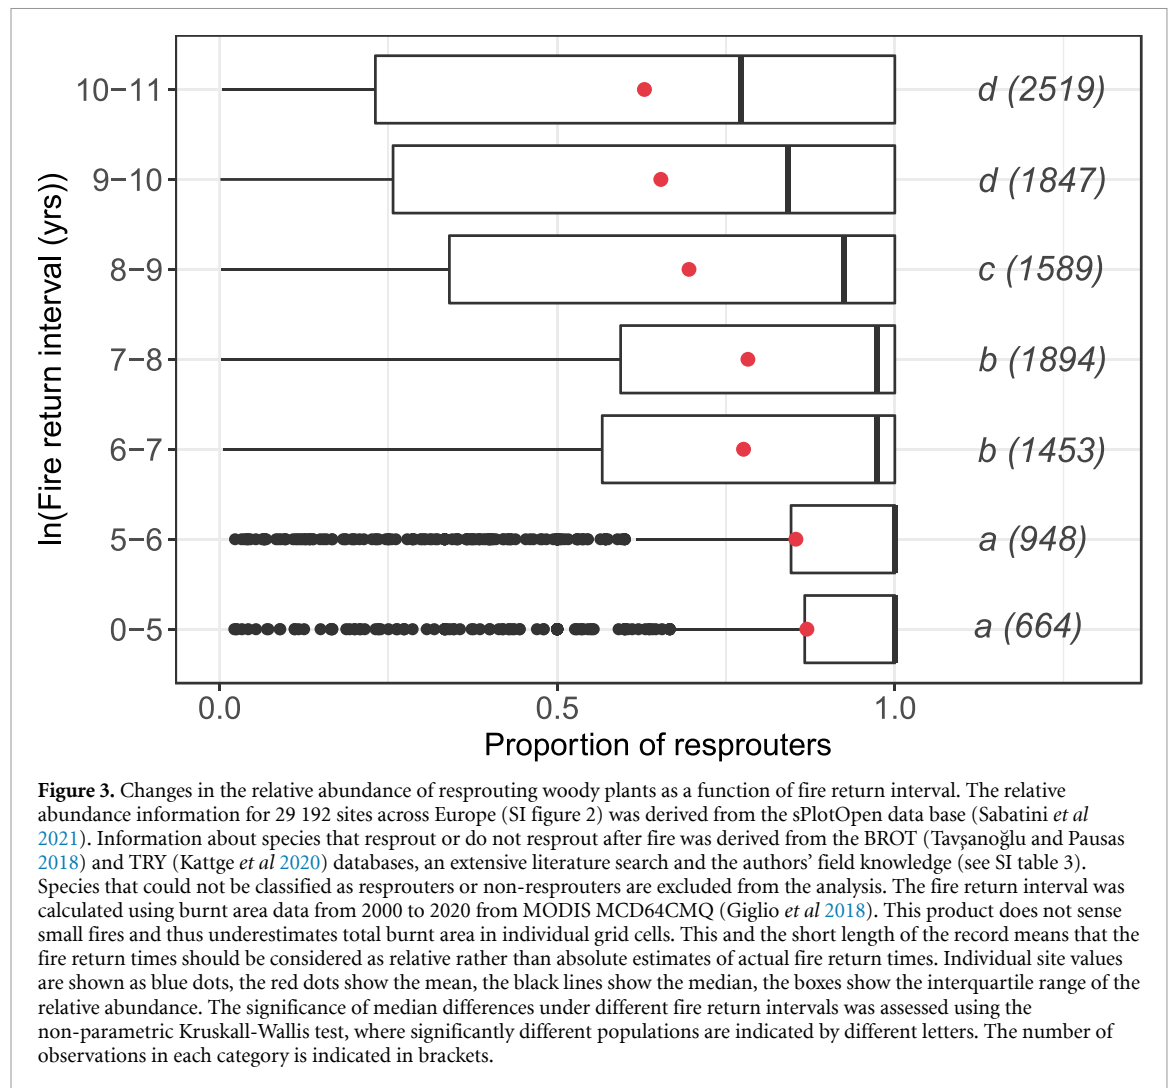 10−11
d (2519)
9−10
d (1847)
8−9
c (1589)
7−8
b (1894)
6−7
b (1453)
5−6
a (948)
0−5
a (664)
ln(Fire return interval (yrs))
0.0 0.5 1.0
Proportion of resprouters
Figure 3. Changes in the relative abundance of resprouting woody plants as a function of fire return interval. The relative
abundance information for 29 192 sites across Europe (SI figure 2) was derived from the sPlotOpen data base (Sabatini et al
2021). Information about species that resprout or do not resprout after fire was derived from the BROT (Tavşanoğlu and Pausas
2018) and TRY (Kattge et al 2020) databases, an extensive literature search and the authors’ field knowledge (see SI table 3).
Species that could not be classified as resprouters or non-resprouters are excluded from the analysis. The fire return interval was
calculated using burnt area data from 2000 to 2020 from MODIS MCD64CMQ (Giglio et al 2018). This product does not sense
small fires and thus underestimates total burnt area in individual grid cells. This and the short length of the record means that the
fire return times should be considered as relative rather than absolute estimates of actual fire return times. Individual site values
are shown as blue dots, the red dots show the mean, the black lines show the median, the boxes show the interquartile range of the
relative abundance. The significance of median differences under different fire return intervals was assessed using the
non-parametric Kruskall-Wallis test, where significantly different populations are indicated by different letters. The number of
observations in each category is indicated in brackets.